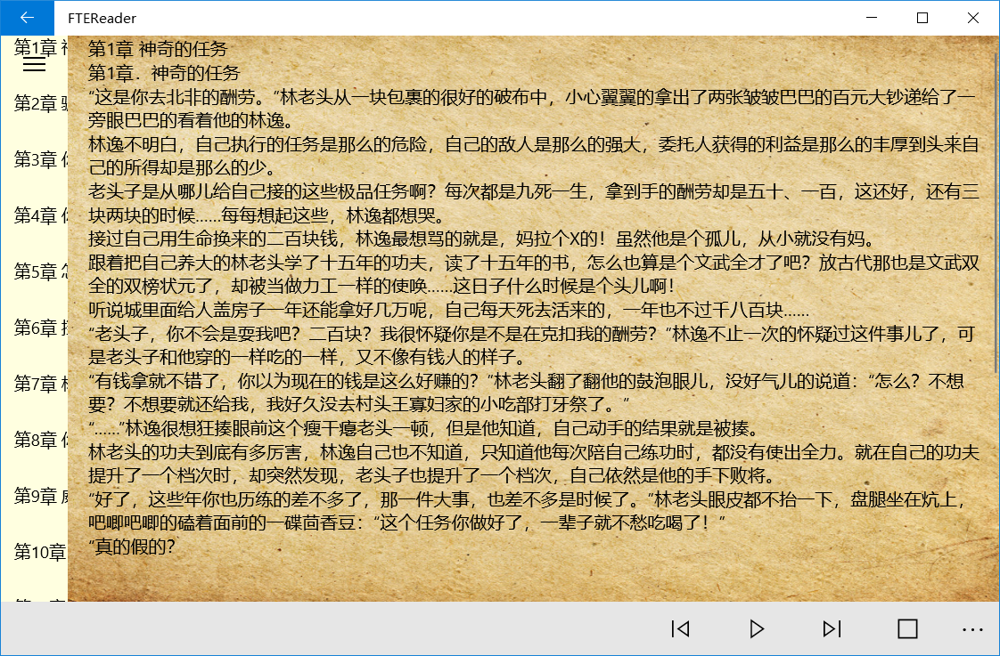 FTEReader
第1章
第2章
第3章
第4章
第5章
第6章
第7章
第8章
第9章
第10章
第1章 神奇的任务
第1章．神奇的任务
“这是你去北非的酬劳。”林老头从一块包裹的很好的破布中，小心翼翼的拿出了两张皱皱巴巴的百元大钞递给了一
旁眼巴巴的看着他的林逸。
林逸不明白，自己执行的任务是那么的危险，自己的敌人是那么的强大，委托人获得的利益是那么的丰厚到头来自
己的所得却是那么的少。
老头子是从哪儿给自己接的这些极品任务啊？每次都是九死一生，拿到手的酬劳却是五十、一百，这还好，还有三
块两块的时候……每每想起这些，林逸都想哭。
接过自己用生命换来的二百块钱，林逸最想骂的就是，妈拉个X的！虽然他是个孤儿，从小就没有妈。
跟着把自己养大的林老头学了十五年的功夫，读了十五年的书，怎么也算是个文武全才了吧？放古代那也是文武双
全的双榜状元了，却被当做力工一样的使唤……这日子什么时候是个头儿啊！
听说城里面给人盖房子一年还能拿好几万呢，自己每天死去活来的，一年也不过千八百块……
“老头子，你不会是耍我吧？二百块？我很怀疑你是不是在克扣我的酬劳？”林逸不止一次的怀疑过这件事儿了，可
是老头子和他穿的一样吃的一样，又不像有钱人的样子。
“有钱拿就不错了，你以为现在的钱是这么好赚的？”林老头翻了翻他的鼓泡眼儿，没好气儿的说道：“怎么？不想
要？不想要就还给我，我好久没去村头王寡妇家的小吃部打牙祭了。”
“……”林逸很想狂揍眼前这个瘦干瘪老头一顿，但是他知道，自己动手的结果就是被揍。
林老头的功夫到底有多厉害，林逸自己也不知道，只知道他每次陪自己练功时，都没有使出全力。就在自己的功夫
提升了一个档次时，却突然发现，老头子也提升了一个档次，自己依然是他的手下败将。
“好了，这些年你也历练的差不多了，那一件大事，也差不多是时候了。”林老头眼皮都不抬一下，盘腿坐在炕上，
吧唧吧唧的磕着面前的一碟茴香豆：“这个任务你做好了，一辈子就不愁吃喝了！”
“真的假的？